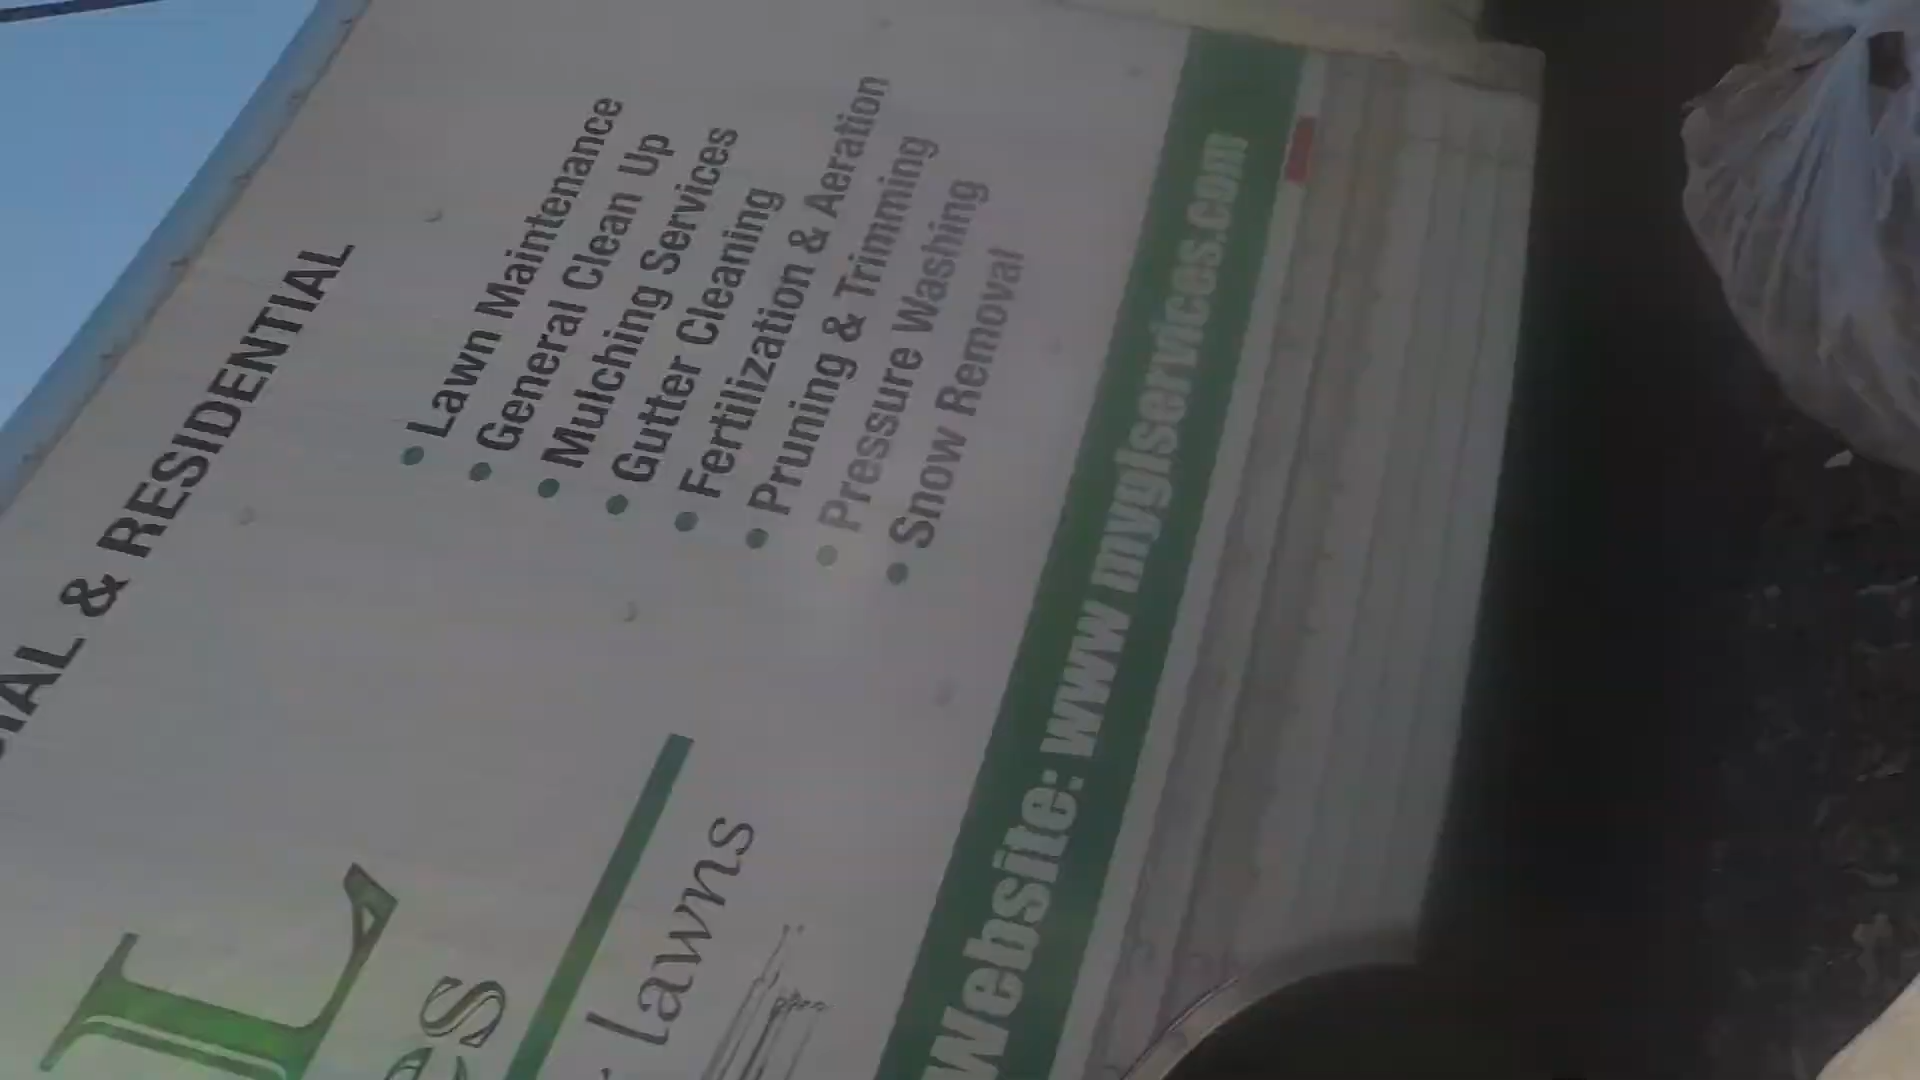 IAL & RESIDENTIAL
• Lawn Maintenance
• General Clean Up
• Mulching Services
• Gutter Cleaning
• Fertilization & Aeration
• Pruning & Trimming
• Pressure Washing
• Snow Removal
L
es
lawns
Website: www.myglservices.com